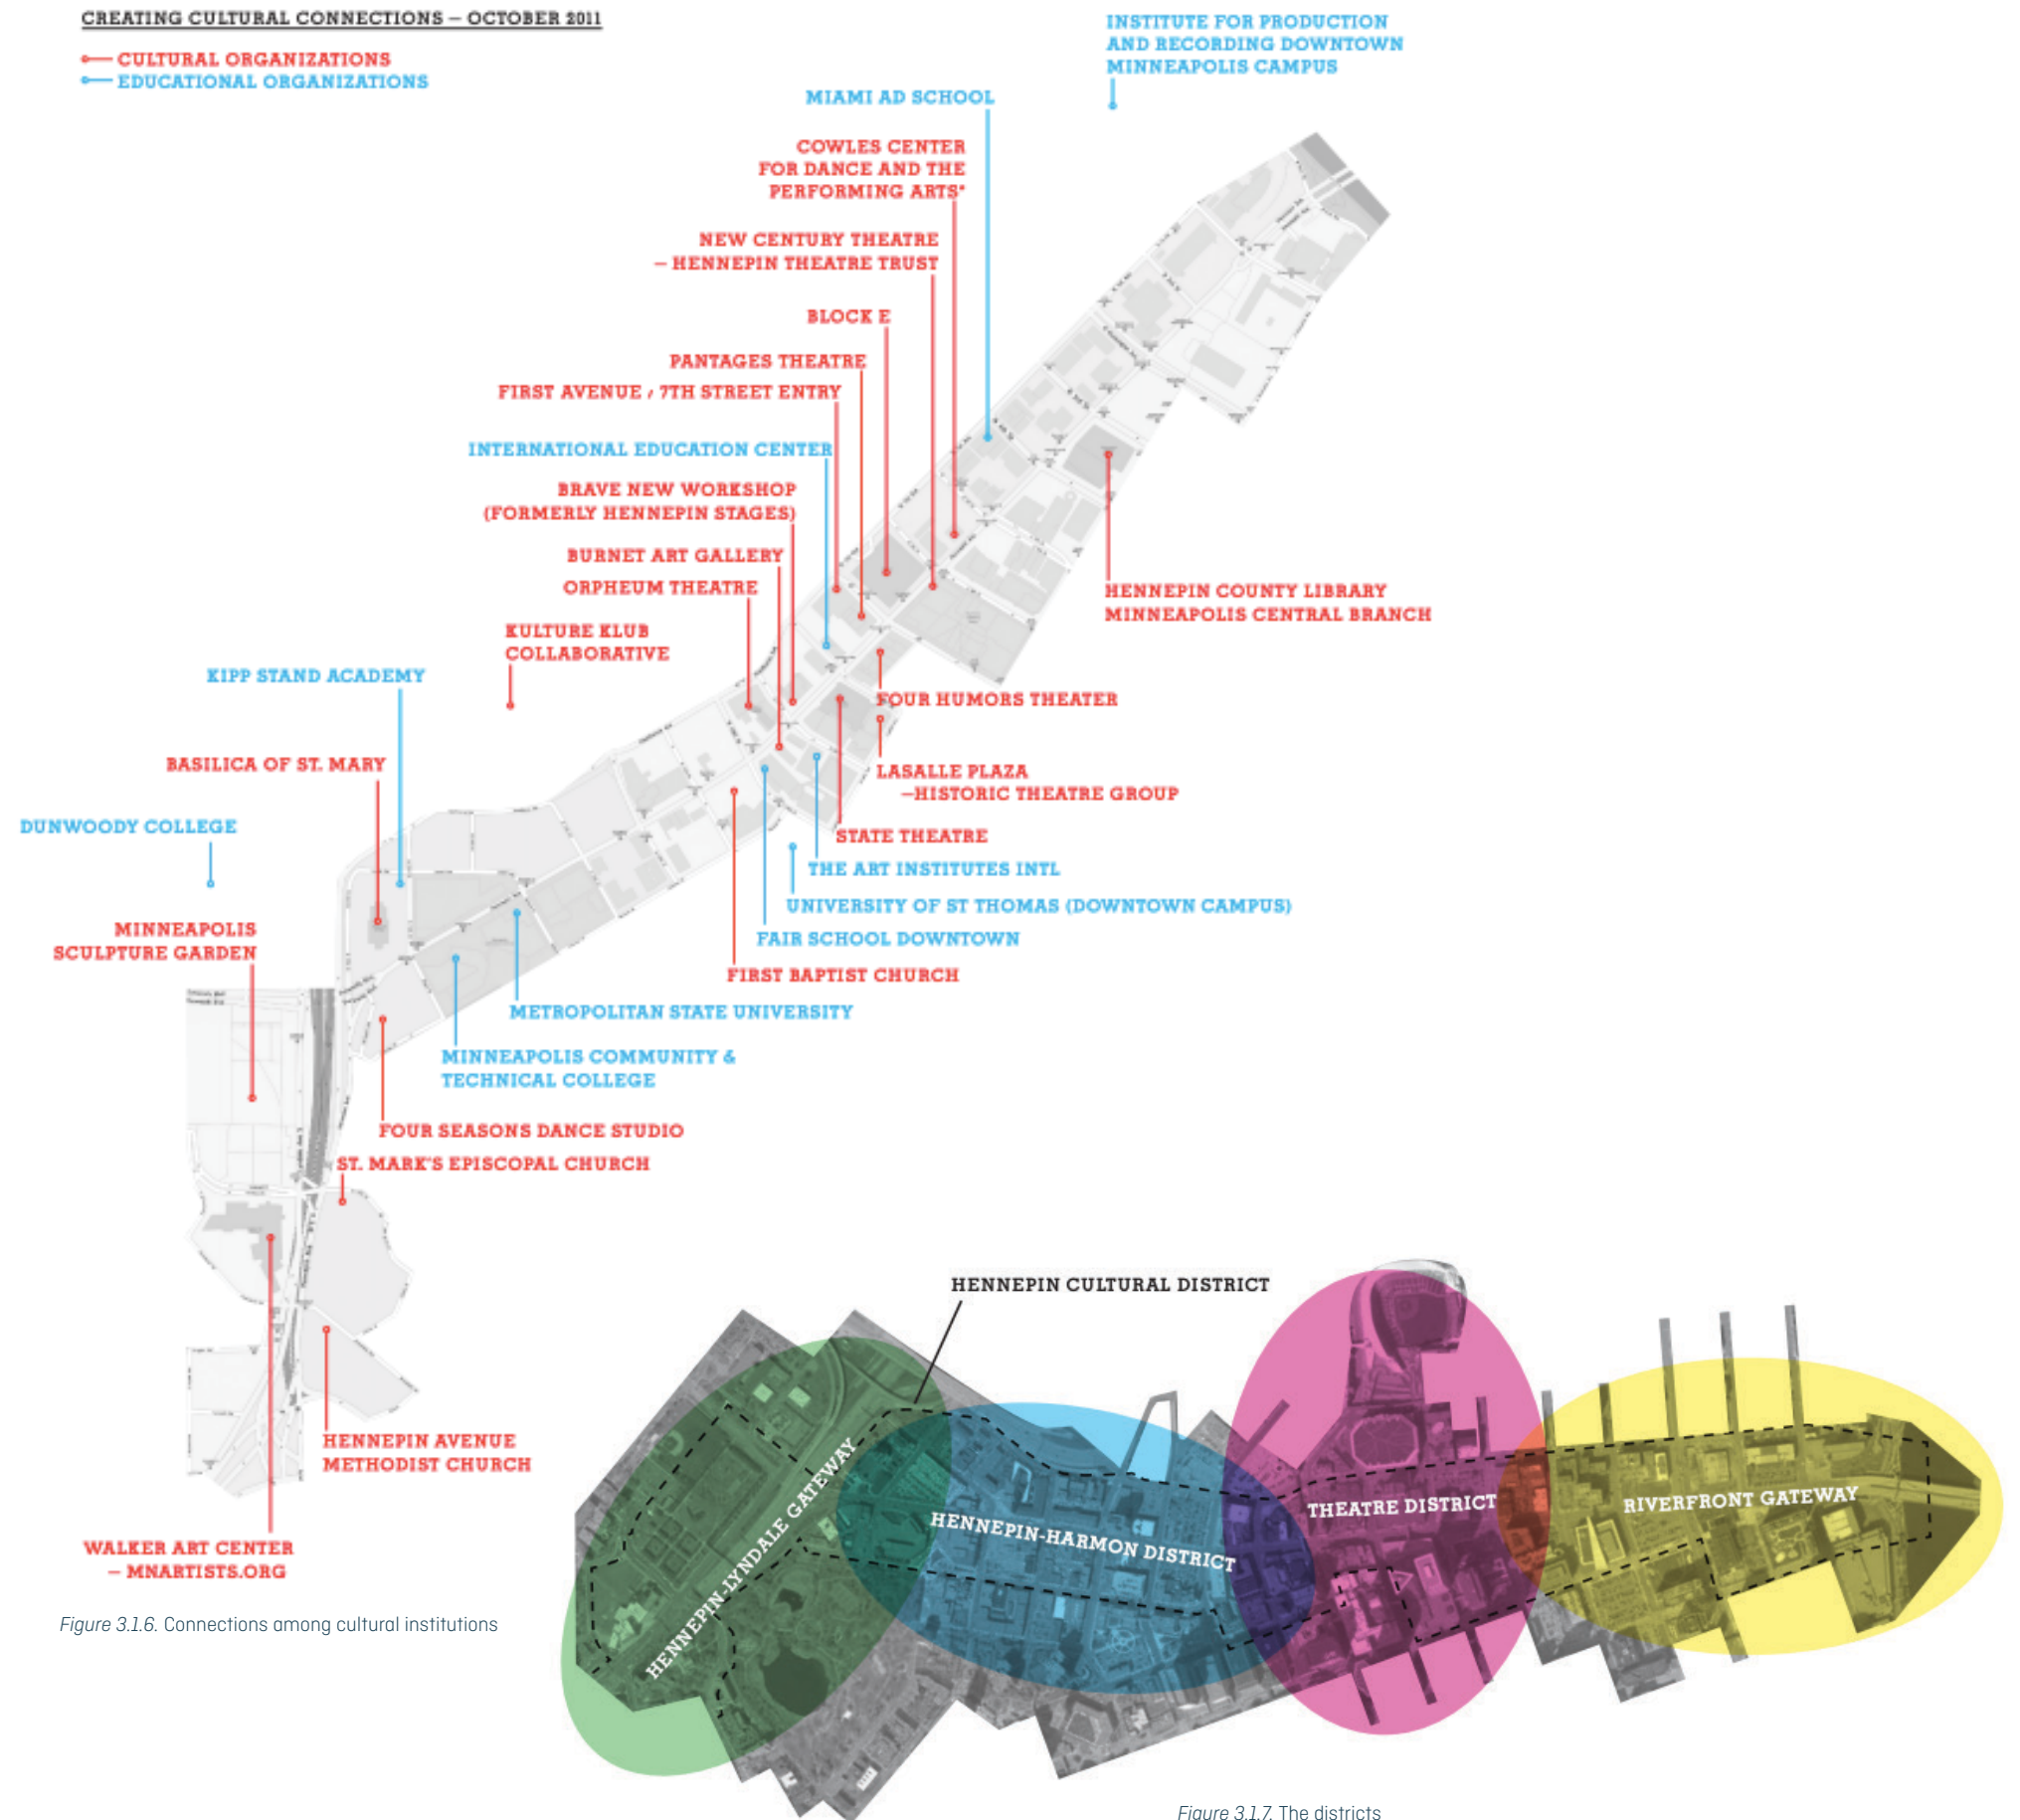 CREATING CULTURAL CONNECTIONS — OCTOBER 2011
CULTURAL ORGANIZATIONS
EDUCATIONAL ORGANIZATIONS
INSTITUTE FOR PRODUCTION
AND RECORDING DOWNTOWN
MINNEAPOLIS CAMPUS
MIAMI AD SCHOOL
COWLES CENTER
FOR DANCE AND THE
PERFORMING ARTS*
NEW CENTURY THEATRE
— HENNEPIN THEATRE TRUST
BLOCK E
PANTAGES THEATRE
FIRST AVENUE / 7TH STREET ENTRY
INTERNATIONAL EDUCATION CENTER
BRAVE NEW WORKSHOP
(FORMERLY HENNEPIN STAGES)
BURNET ART GALLERY
ORPHEUM THEATRE
KULTURE KLUB
COLLABORATIVE
KIPP STAND ACADEMY
BASILICA OF ST. MARY
DUNWOODY COLLEGE
MINNEAPOLIS
SCULPTURE GARDEN
HENNEPIN COUNTY LIBRARY
MINNEAPOLIS CENTRAL BRANCH
FOUR HUMORS THEATER
LASALLE PLAZA
—HISTORIC THEATRE GROUP
STATE THEATRE
THE ART INSTITUTES INTL
UNIVERSITY OF ST THOMAS (DOWNTOWN CAMPUS)
FAIR SCHOOL DOWNTOWN
FIRST BAPTIST CHURCH
METROPOLITAN STATE UNIVERSITY
MINNEAPOLIS COMMUNITY &
TECHNICAL COLLEGE
FOUR SEASONS DANCE STUDIO
ST. MARK'S EPISCOPAL CHURCH
HENNEPIN AVENUE
METHODIST CHURCH
WALKER ART CENTER
— MNARTISTS.ORG
Figure 3.1.6. Connections among cultural institutions
HENNEPIN CULTURAL DISTRICT
HENNEPIN-LYNDALE GATEWAY
HENNEPIN-HARMON DISTRICT
THEATRE DISTRICT
RIVERFRONT GATEWAY
Figure 3.1.7. The districts